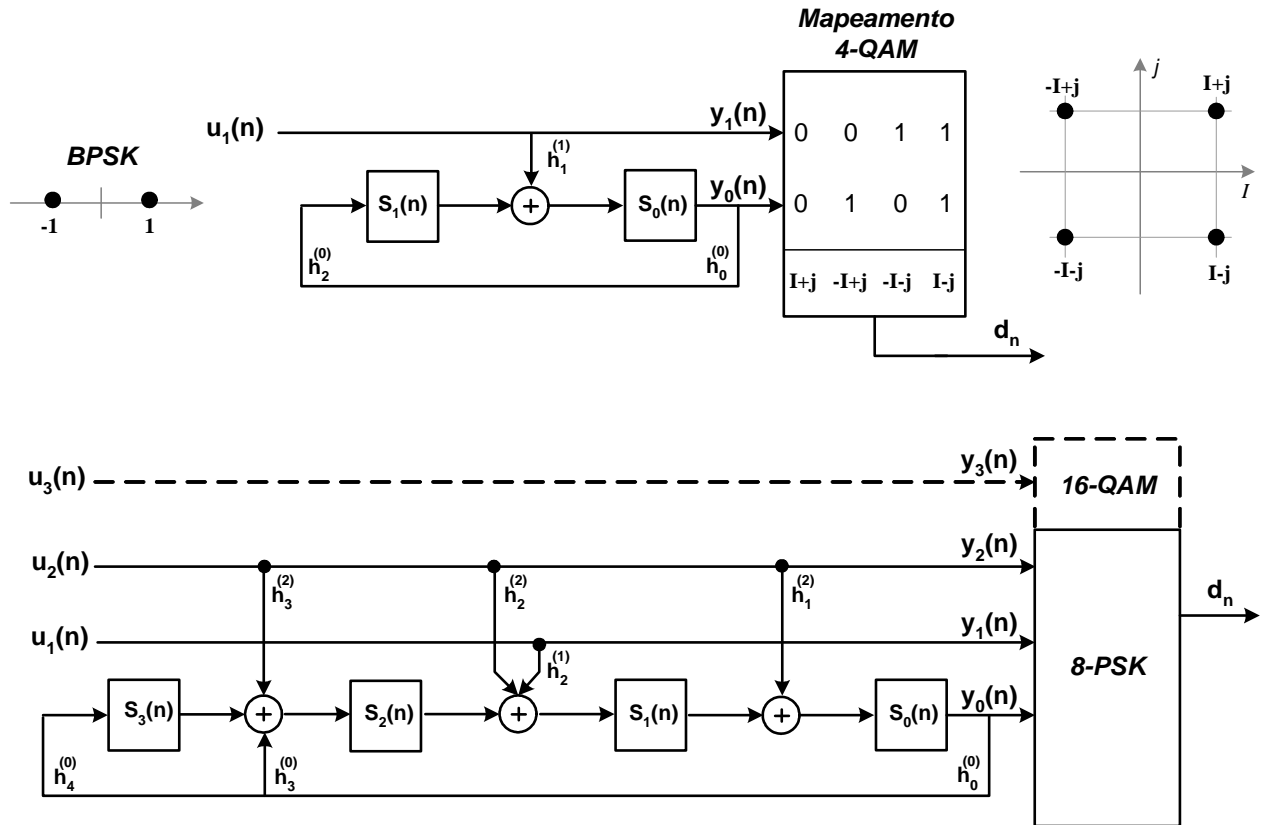 Mapeamento
4-QAM
BPSK
-1 1
u1(n)
h1(1)
S1(n)
+
S0(n)
h2(0)
h0(0)
y1(n)
y0(n)
0 0 1 1
0 1 0 1
I+j -I+j -I-j I-j
dn
j
-I+j I+j
I
-I-j I-j
u3(n) y3(n)
16-QAM
u2(n) y2(n)
h3(2) h2(2) h1(2)
dn
u1(n) y1(n)
h2(1)
8-PSK
S3(n) + S2(n) + S1(n) + S0(n) y0(n)
h4(0) h3(0) h0(0)